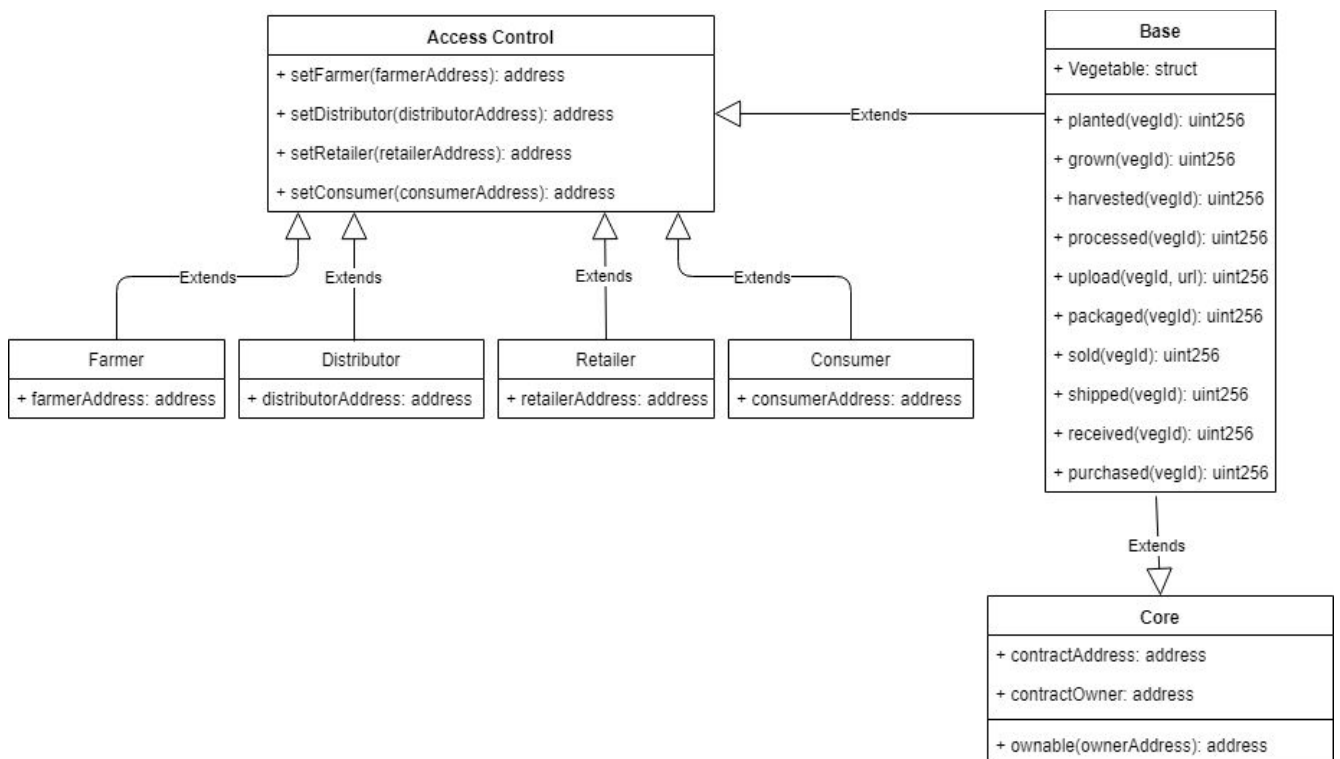 Access Control
+ setFarmer(farmerAddress): address
+ setDistributor(distributorAddress): address
+ setRetailer(retailerAddress): address
+ setConsumer(consumerAddress): address
Base
+ Vegetable: struct
+ planted(vegId): uint256
+ grown(vegId): uint256
+ harvested(vegId): uint256
+ processed(vegId): uint256
+ upload(vegId, url): uint256
+ packaged(vegId): uint256
+ sold(vegId): uint256
+ shipped(vegId): uint256
+ received(vegId): uint256
+ purchased(vegId): uint256
Extends
Extends
Extends
Extends
Extends
Farmer
+ farmerAddress: address
Distributor
+ distributorAddress: address
Retailer
+ retailerAddress: address
Consumer
+ consumerAddress: address
Extends
Core
+ contractAddress: address
+ contractOwner: address
+ ownable(ownerAddress): address